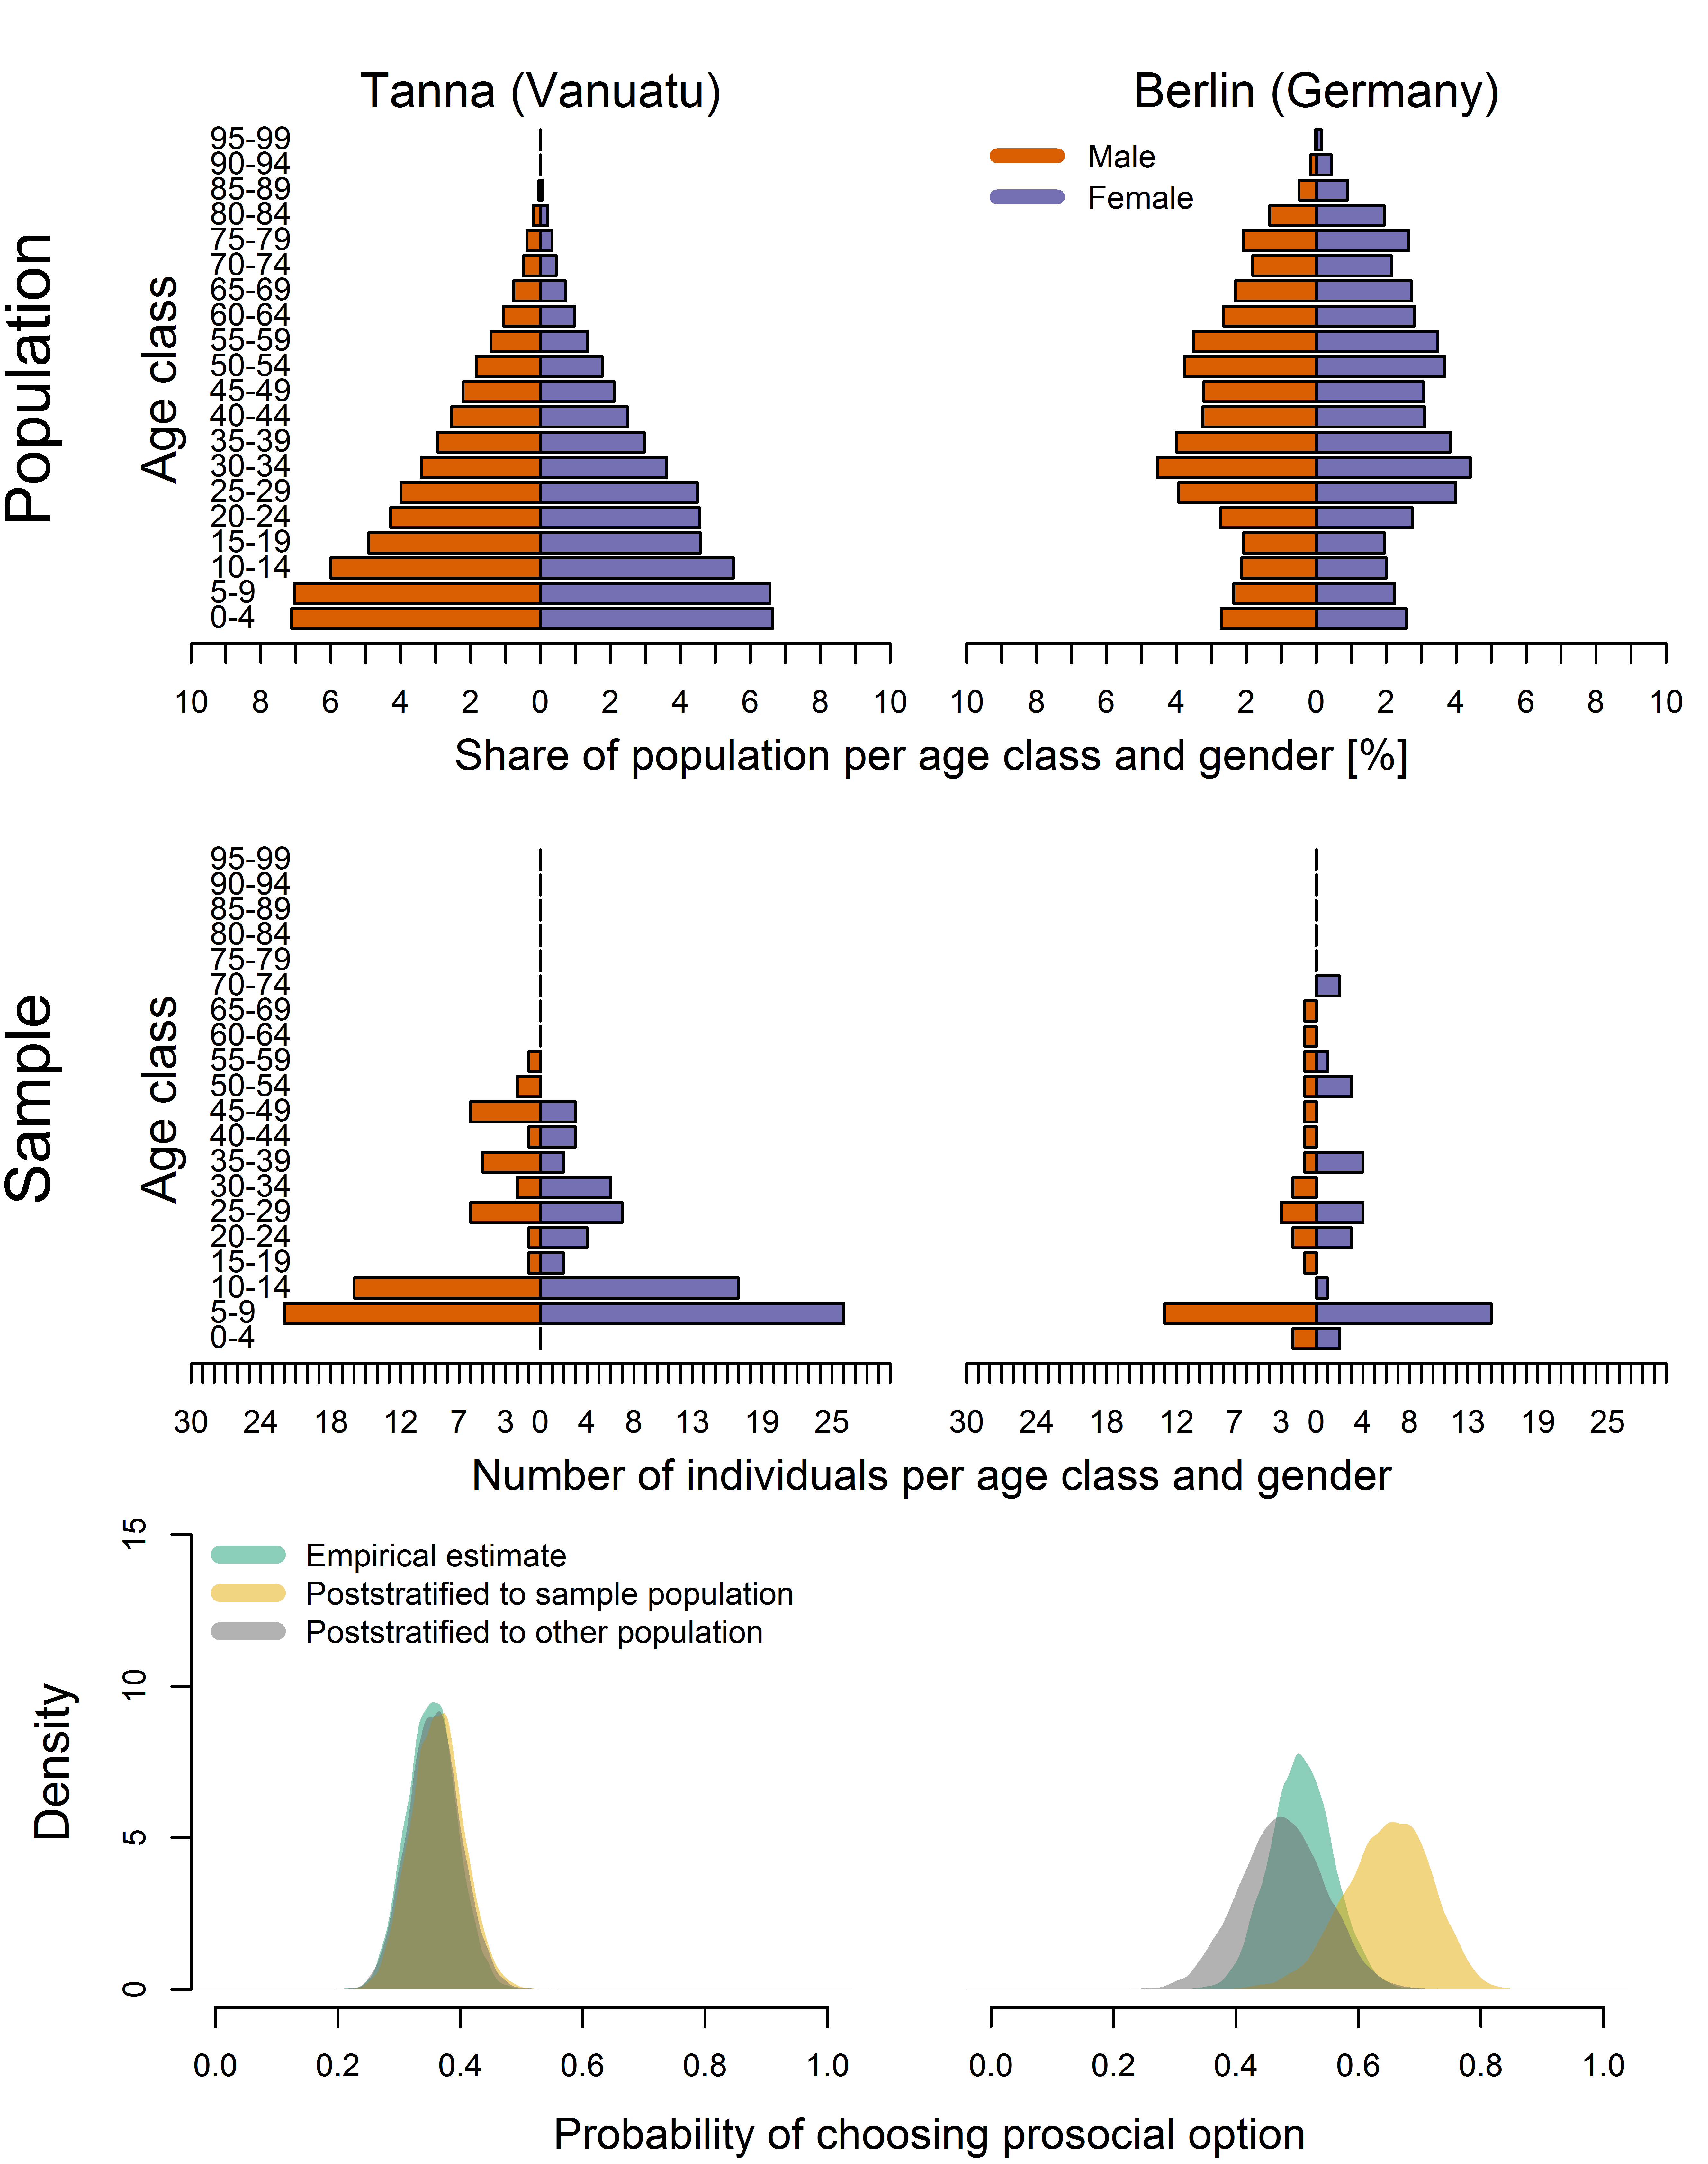 Tanna (Vanuatu)
Berlin (Germany)
Population
Age class
95-99
90-94
85-89
80-84
75-79
70-74
65-69
60-64
55-59
50-54
45-49
40-44
35-39
30-34
25-29
20-24
15-19
10-14
5-9
0-4
Male
Female
10 8 6 4 2 0 2 4 6 8 10
10 8 6 4 2 0 2 4 6 8 10
Share of population per age class and gender [%]
Sample
Age class
95-99
90-94
85-89
80-84
75-79
70-74
65-69
60-64
55-59
50-54
45-49
40-44
35-39
30-34
25-29
20-24
15-19
10-14
5-9
0-4
30 24 18 12 7 3 0 4 8 13 19 25
30 24 18 12 7 3 0 4 8 13 19 25
Number of individuals per age class and gender
Density
15
10
5
0
Empirical estimate
Poststratified to sample population
Poststratified to other population
0.0 0.2 0.4 0.6 0.8 1.0
0.0 0.2 0.4 0.6 0.8 1.0
Probability of choosing prosocial option